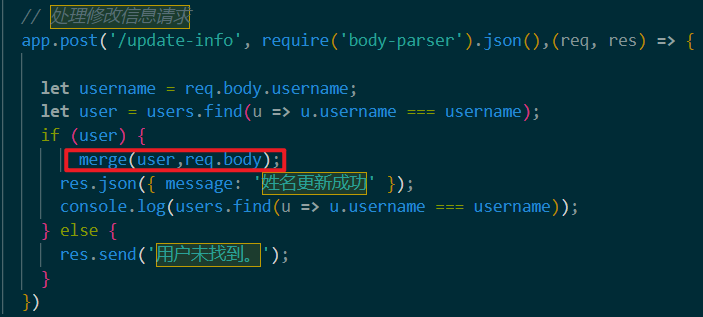 // 处理修改信息请求
app.post('/update-info', require('body-parser').json(),(req, res) => {
let username = req.body.username;
let user = users.find(u => u.username === username);
if (user) {
merge(user,req.body);
res.json({ message: '姓名更新成功' });
console.log(users.find(u => u.username === username));
} else {
res.send('用户未找到。');
}
})